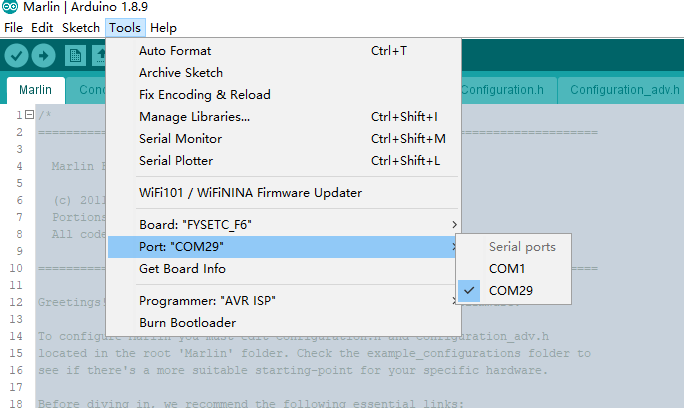 Marlin | Arduino 1.8.9
File Edit Sketch Tools Help
Marlin Configuration.h Configuration_adv.h
Auto Format Ctrl+T
Archive Sketch
Fix Encoding & Reload
Manage Libraries... Ctrl+Shift+I
Serial Monitor Ctrl+Shift+M
Serial Plotter Ctrl+Shift+L
WiFi101 / WiFiNINA Firmware Updater
Board: "FYSETC_F6"
Port: "COM29"
Get Board Info
Programmer: "AVR ISP"
Burn Bootloader
Serial ports
COM1
COM29
1 /*
2
3
4 Marlin
5
6 (c)
7 Portions
8 All
9
10
11
12 Greetings!
13
14 To configure Marlin you must edit Configuration.h and Configuration_adv.h
15 located in the root 'Marlin' folder. Check the example_configurations folder to
16 see if there's a more suitable starting-point for your specific hardware.
17
18 Before diving in, we recommend the following essential links: